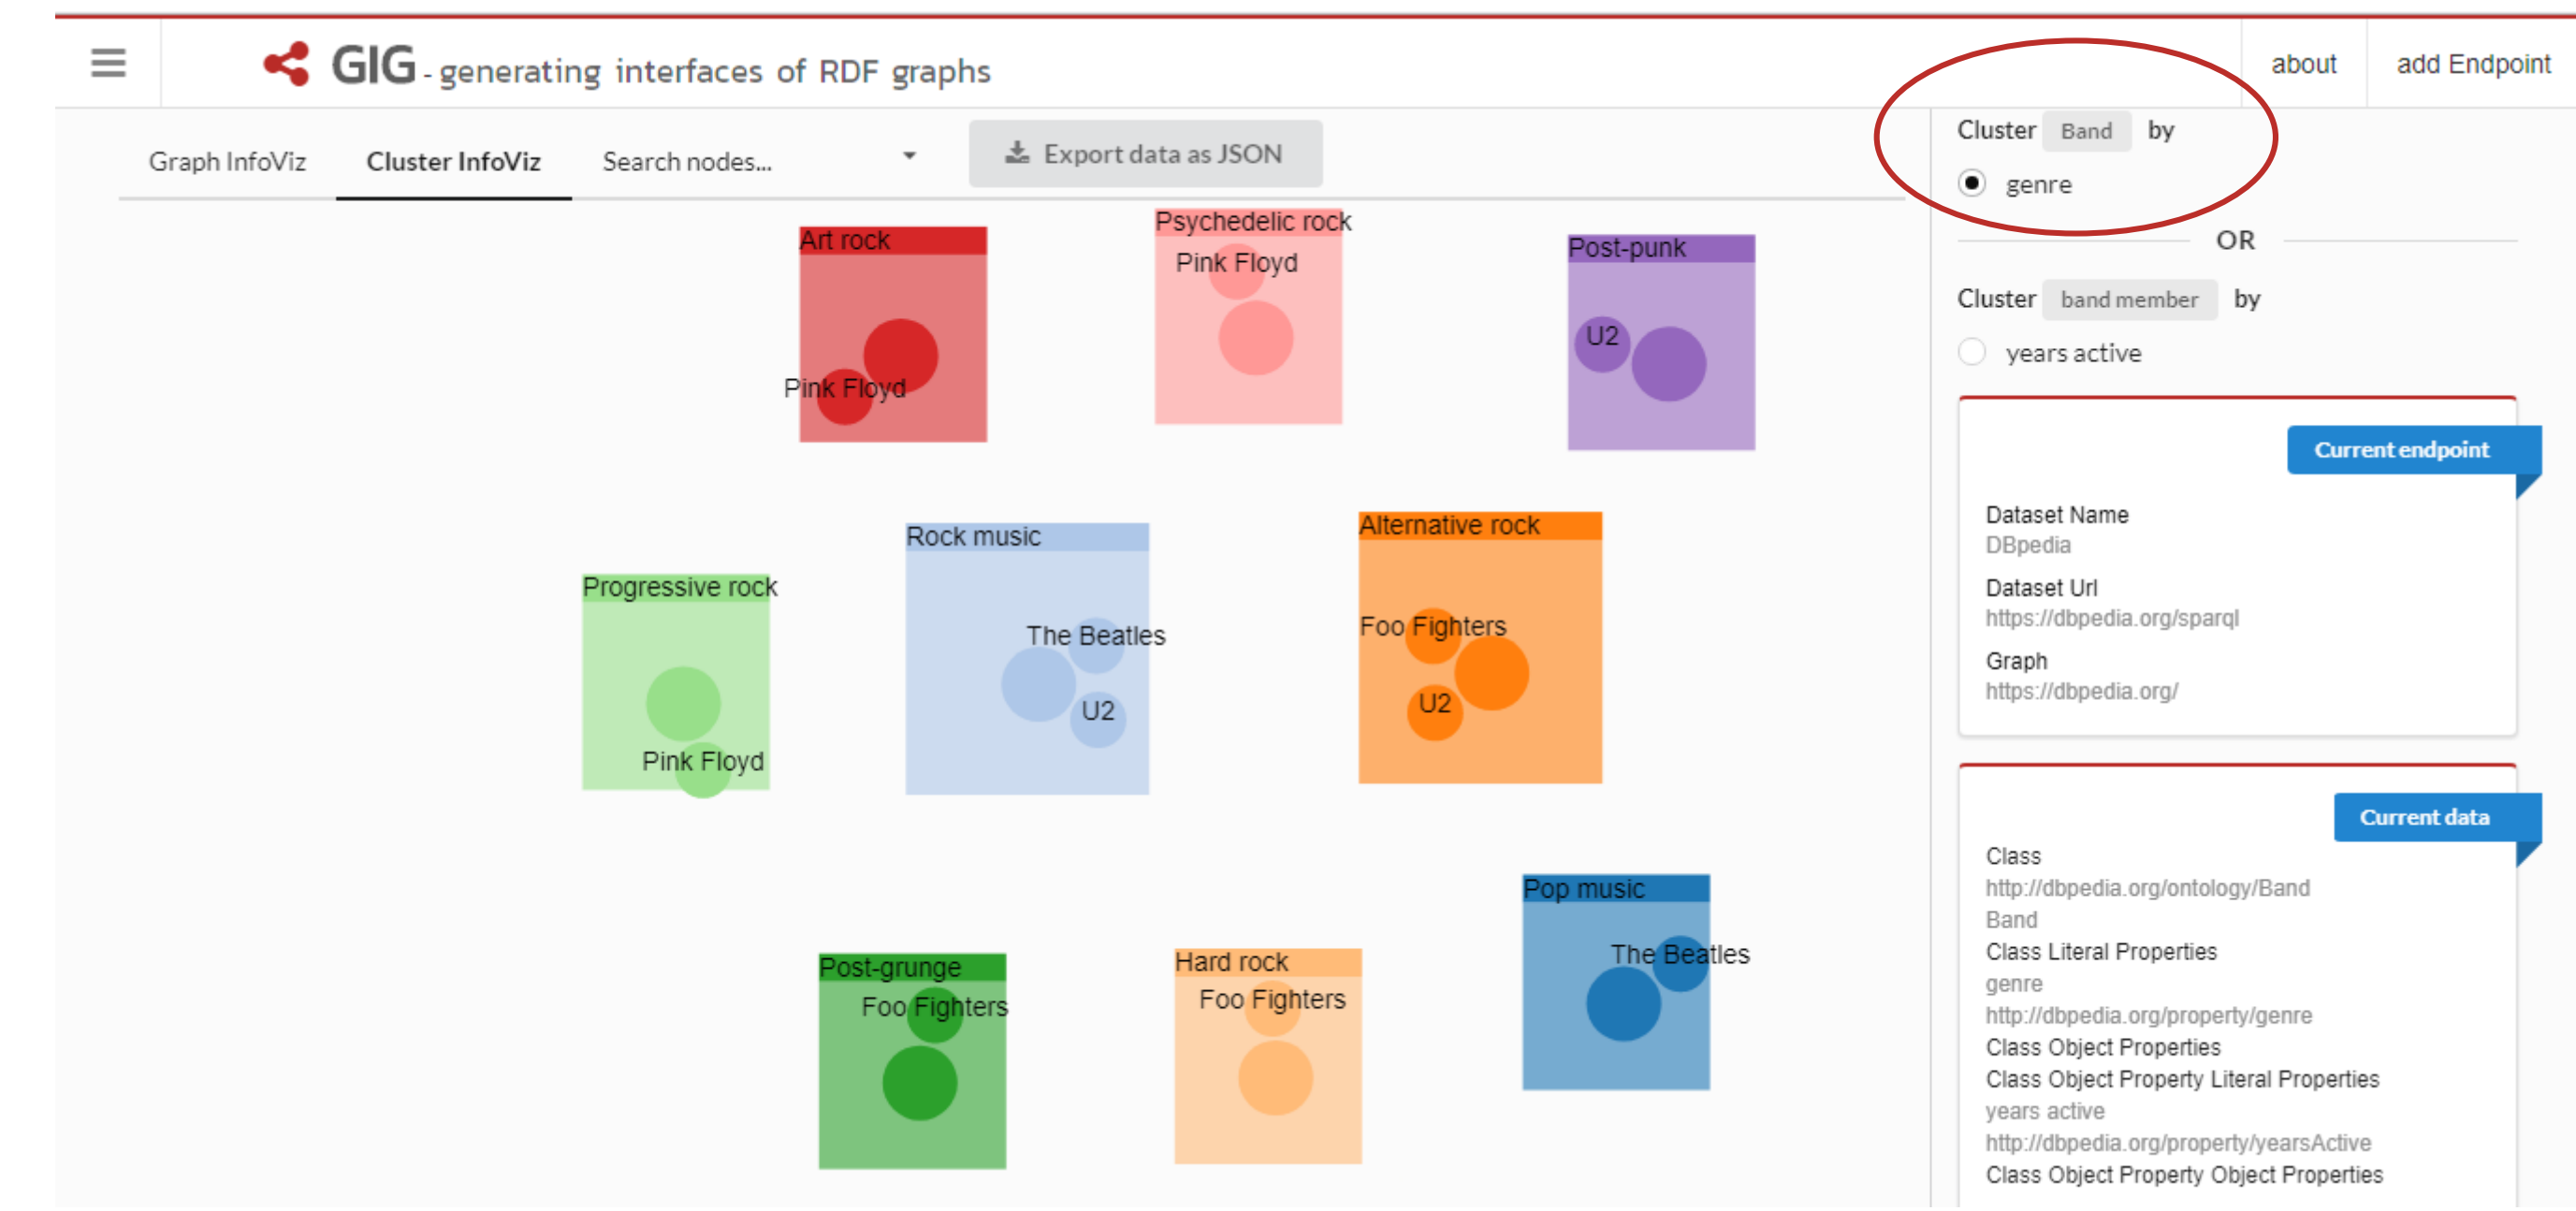 GIG - generating interfaces of RDF graphs
about
add Endpoint
Graph InfoViz
Cluster InfoViz
Search nodes...
Export data as JSON
Art rock
Pink Floyd
Psychedelic rock
Pink Floyd
Post-punk
U2
Progressive rock
Pink Floyd
Rock music
The Beatles
U2
Alternative rock
Foo Fighters
U2
Post-grunge
Foo Fighters
Hard rock
Foo Fighters
Pop music
The Beatles
Cluster Band by
genre
OR
Cluster band member by
years active
Current endpoint
Dataset Name
DBpedia
Dataset Url
https://dbpedia.org/sparql
Graph
https://dbpedia.org/
Current data
Class
http://dbpedia.org/ontology/Band
Band
Class Literal Properties
genre
http://dbpedia.org/property/genre
Class Object Properties
Class Object Property Literal Properties
years active
http://dbpedia.org/property/yearsActive
Class Object Property Object Properties